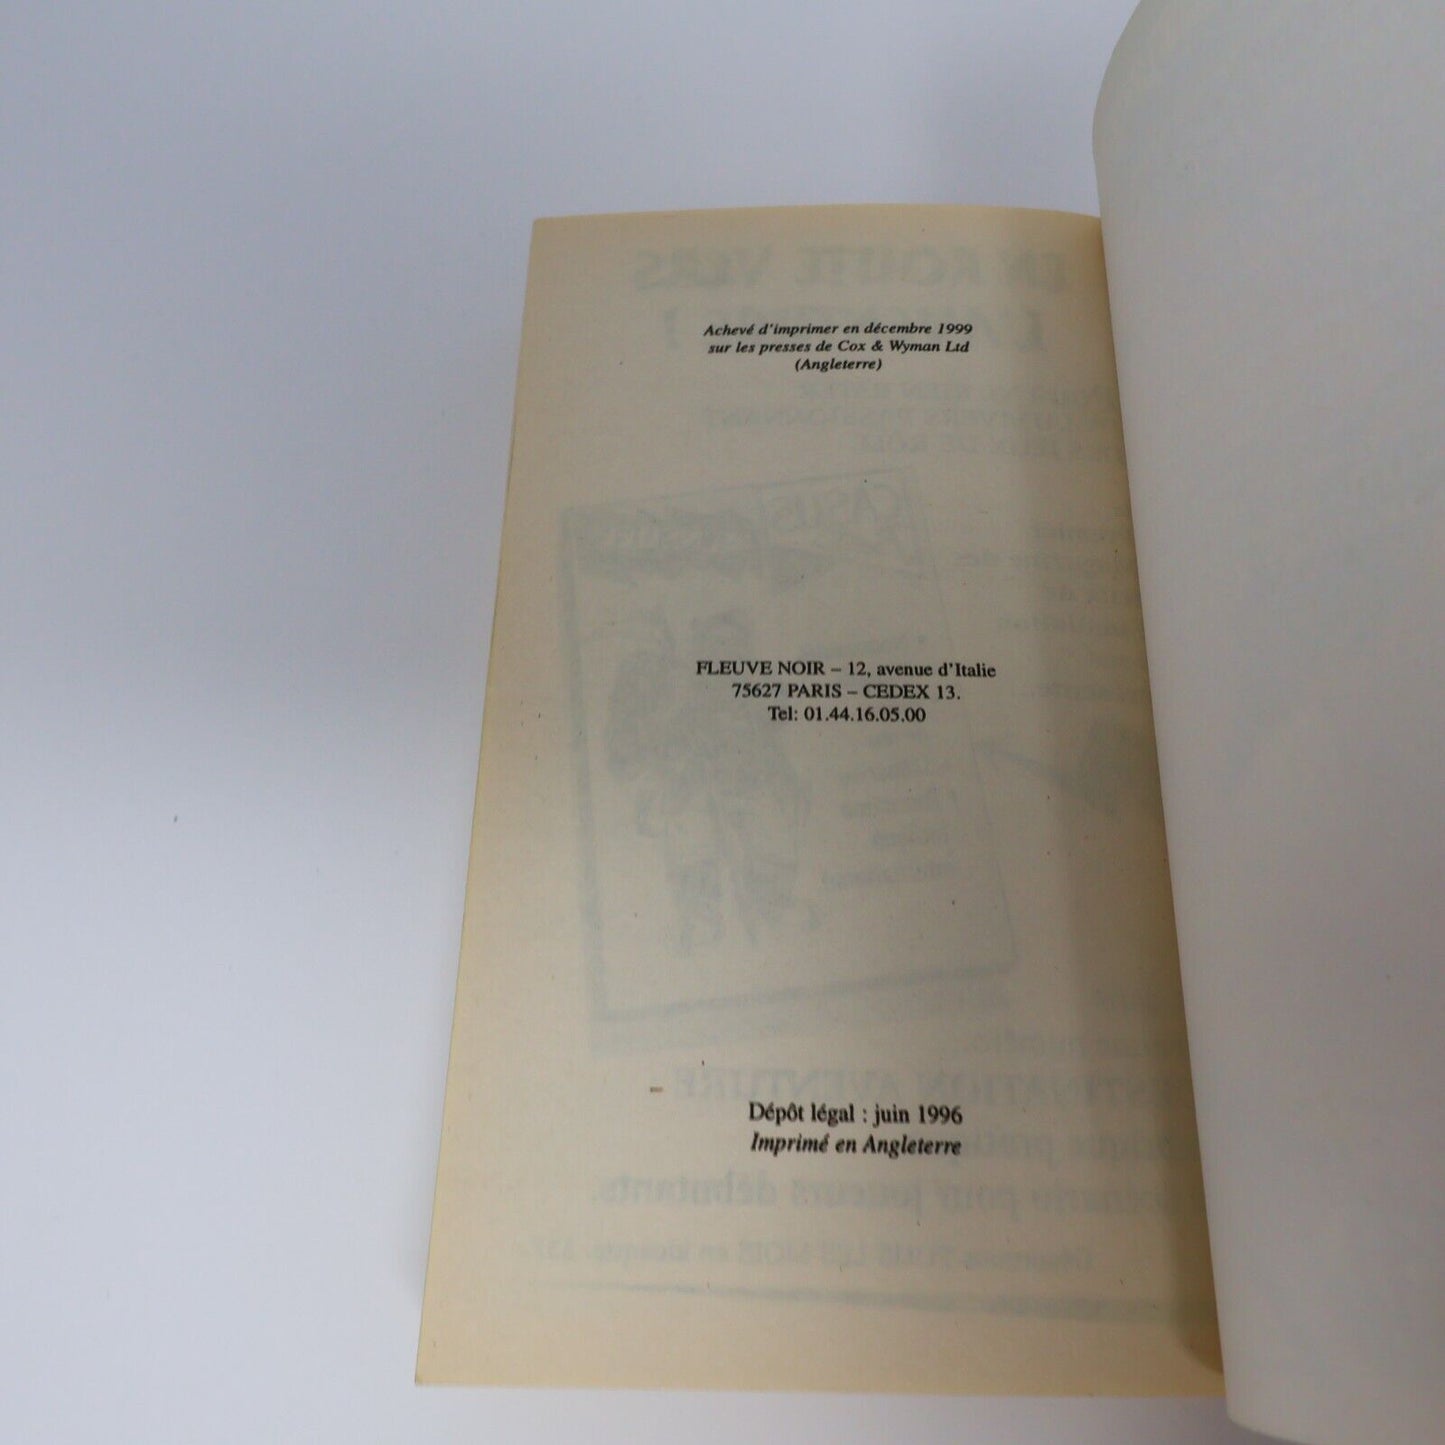 Achevé d'imprimer en décembre 1999
sur les presses de Cox & Wyman Ltd
(Angleterre)
FLEUVE NOIR – 12, avenue d'Italie
75627 PARIS – CEDEX 13.
Tel: 01.44.16.05.00
Dépôt légal : juin 1996
Imprimé en Angleterre